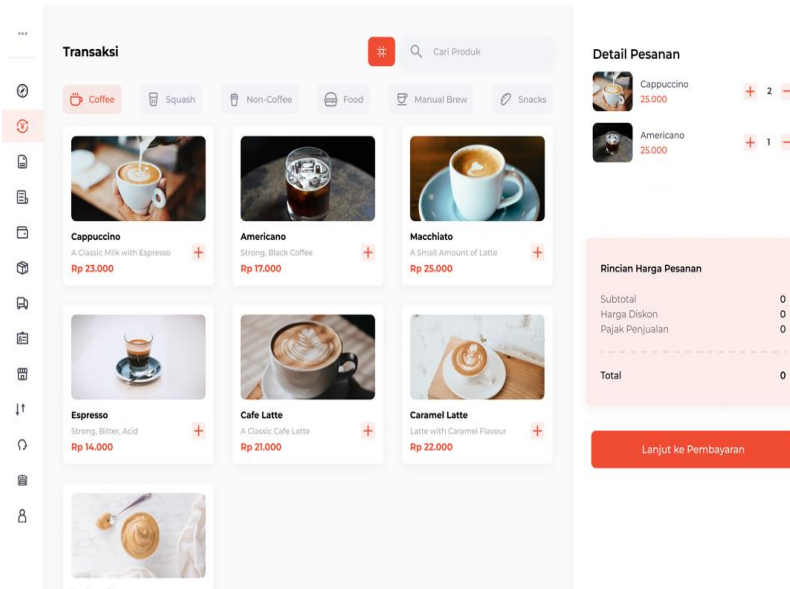 Transaksi
Cari Produk
Coffee
Squash
Non-Coffee
Food
Manual Brew
Snacks
Cappuccino
A Classic Milk with Espresso
Rp 23.000
Americano
Strong, Black Coffee
Rp 17.000
Macchiato
A Small Amount of Latte
Rp 25.000
Espresso
Strong, Bitter, Acid
Rp 14.000
Cafe Latte
A Classic Cafe Latte
Rp 21.000
Caramel Latte
Latte with Caramel Flavour
Rp 22.000
Detail Pesanan
Cappuccino
25.000
2
Americano
25.000
1
Rincian Harga Pesanan
Subtotal 0
Harga Diskon 0
Pajak Penjualan 0
Total 0
Lanjut ke Pembayaran